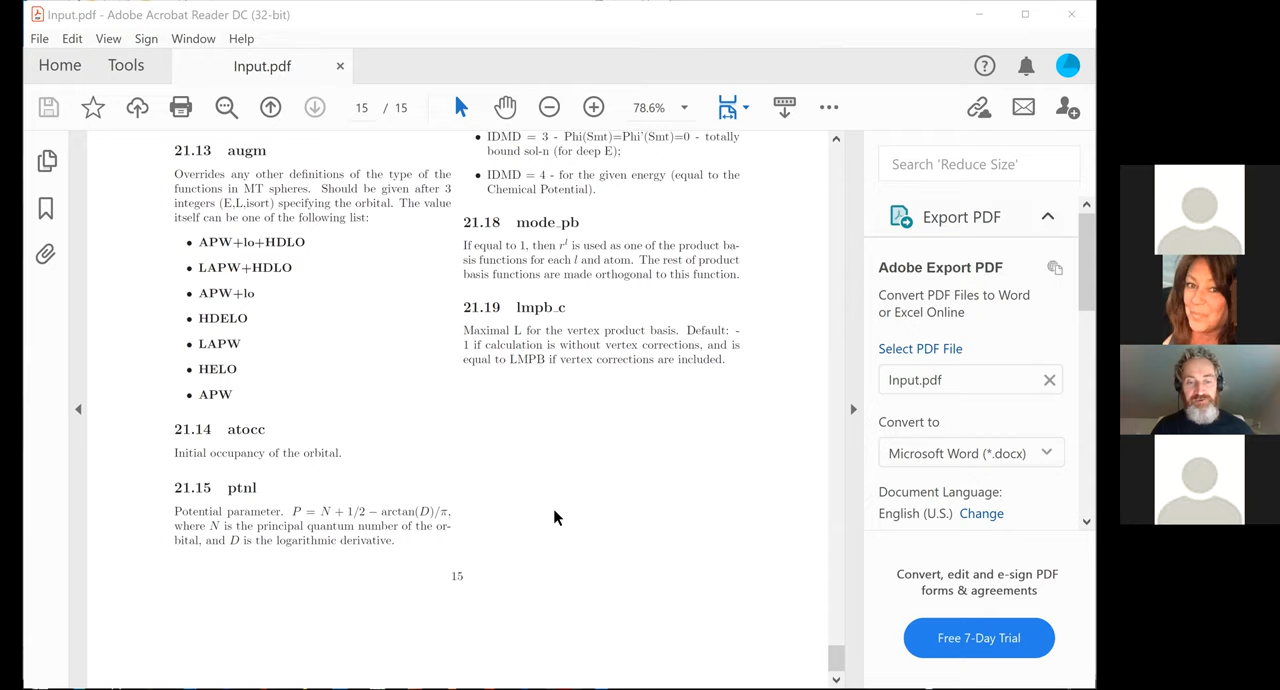 Input.pdf - Adobe Acrobat Reader DC (32-bit)
File Edit View Sign Window Help
Home Tools Input.pdf
15 / 15 78.6%
21.13 augm
Overrides any other definitions of the type of the
functions in MT spheres. Should be given after 3
integers (E,L,isort) specifying the orbital. The value
itself can be one of the following list:
• APW+lo+HDLO
• LAPW+HDLO
• APW+lo
• HDELO
• LAPW
• HELO
• APW
21.14 atocc
Initial occupancy of the orbital.
21.15 ptnl
Potential parameter. P = N + 1/2 − arctan(D)/π,
where N is the principal quantum number of the or-
bital, and D is the logarithmic derivative.
• IDMD = 3 - Phi(Smt)=Phi'(Smt)=0 - totally
bound sol-n (for deep E);
• IDMD = 4 - for the given energy (equal to the
Chemical Potential).
21.18 mode_pb
If equal to 1, then r^l is used as one of the product ba-
sis functions for each l and atom. The rest of product
basis functions are made orthogonal to this function.
21.19 lmpb_c
Maximal L for the vertex product basis. Default: -
1 if calculation is without vertex corrections, and is
equal to LMPB if vertex corrections are included.
15
Search 'Reduce Size'
Export PDF
Adobe Export PDF
Convert PDF Files to Word
or Excel Online
Select PDF File
Input.pdf
Convert to
Microsoft Word (*.docx)
Document Language:
English (U.S.) Change
Convert, edit and e-sign PDF
forms & agreements
Free 7-Day Trial